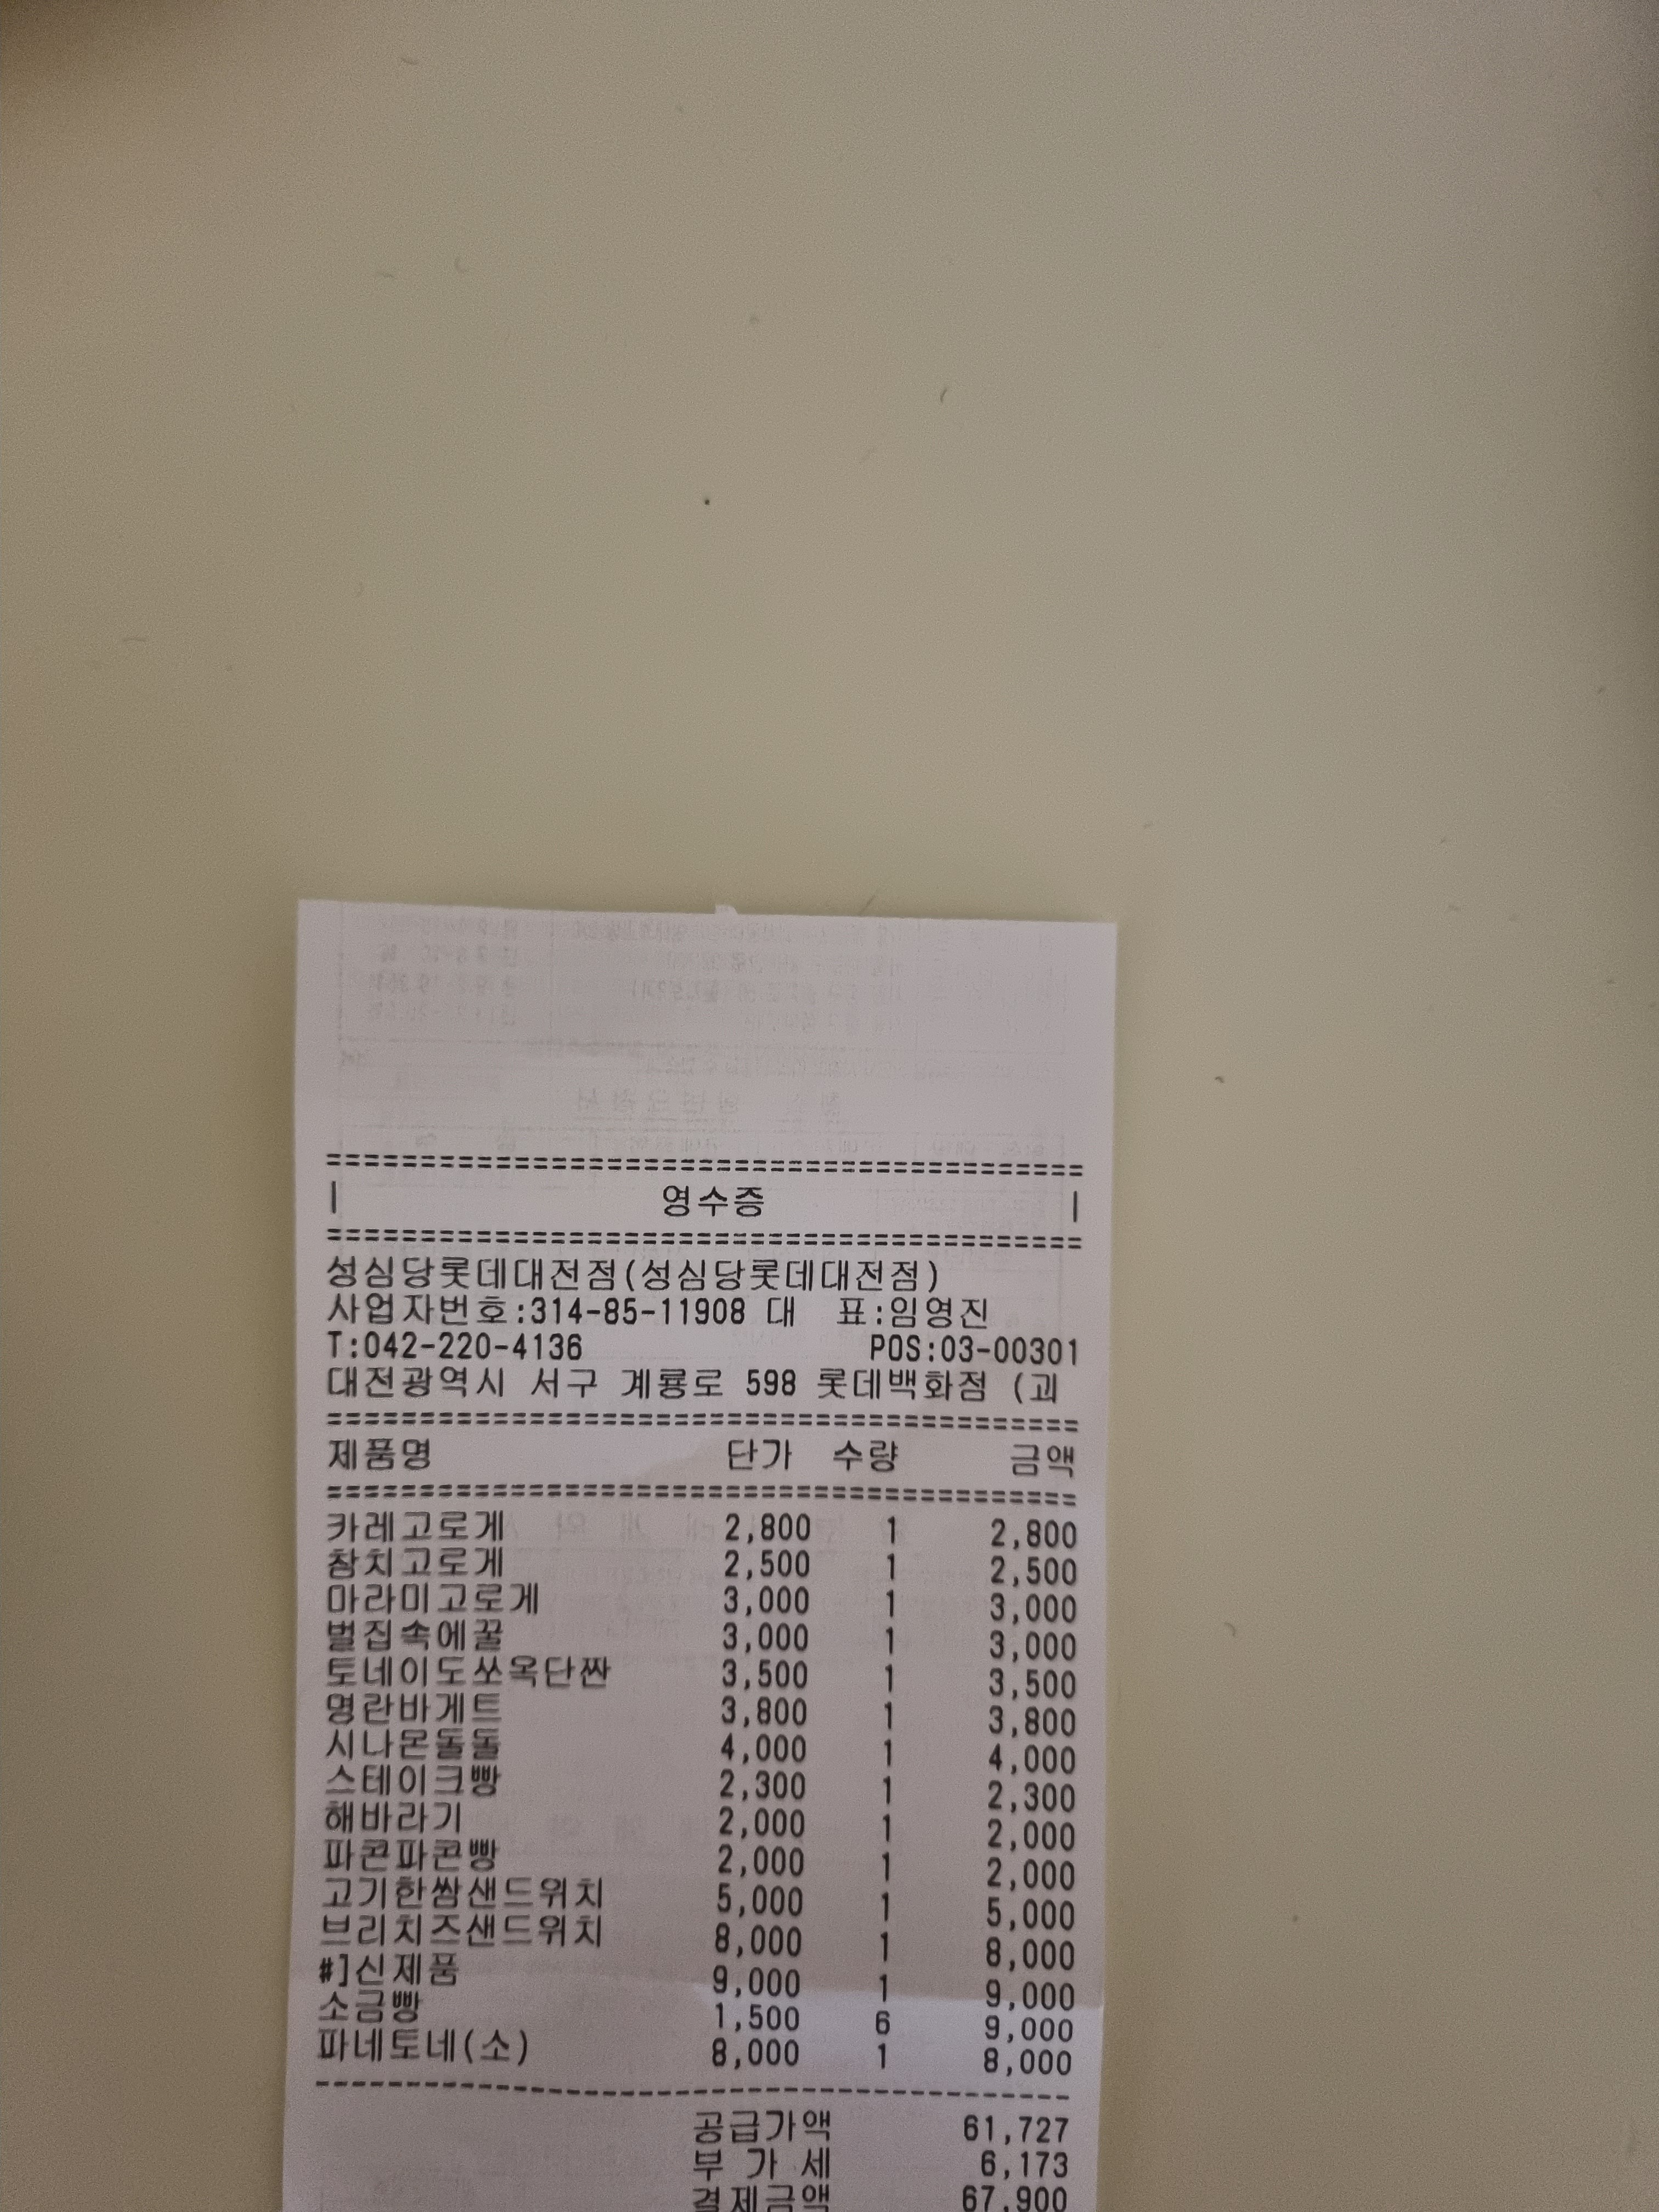 ==========================================
| 영수증 |
==========================================
성심당롯데대전점(성심당롯데대전점)
사업자번호:314-85-11908 대 표:임영진
T:042-220-4136 POS:03-00301
대전광역시 서구 계룡로 598 롯데백화점 (괴
==========================================
제품명 단가 수량 금액
==========================================
카레고로게 2,800 1 2,800
참치고로게 2,500 1 2,500
마라미고로게 3,000 1 3,000
벌집속에꿀 3,000 1 3,000
토네이도쏘옥단짠 3,500 1 3,500
명란바게트 3,800 1 3,800
시나몬돌돌 4,000 1 4,000
스테이크빵 2,300 1 2,300
해바라기 2,000 1 2,000
파콘파콘빵 2,000 1 2,000
고기한쌈샌드위치 5,000 1 5,000
브리치즈샌드위치 8,000 1 8,000
#]신제품 9,000 1 9,000
소금빵 1,500 6 9,000
파네토네(소) 8,000 1 8,000
------------------------------------------
공급가액 61,727
부 가 세 6,173
결제금액 67,900